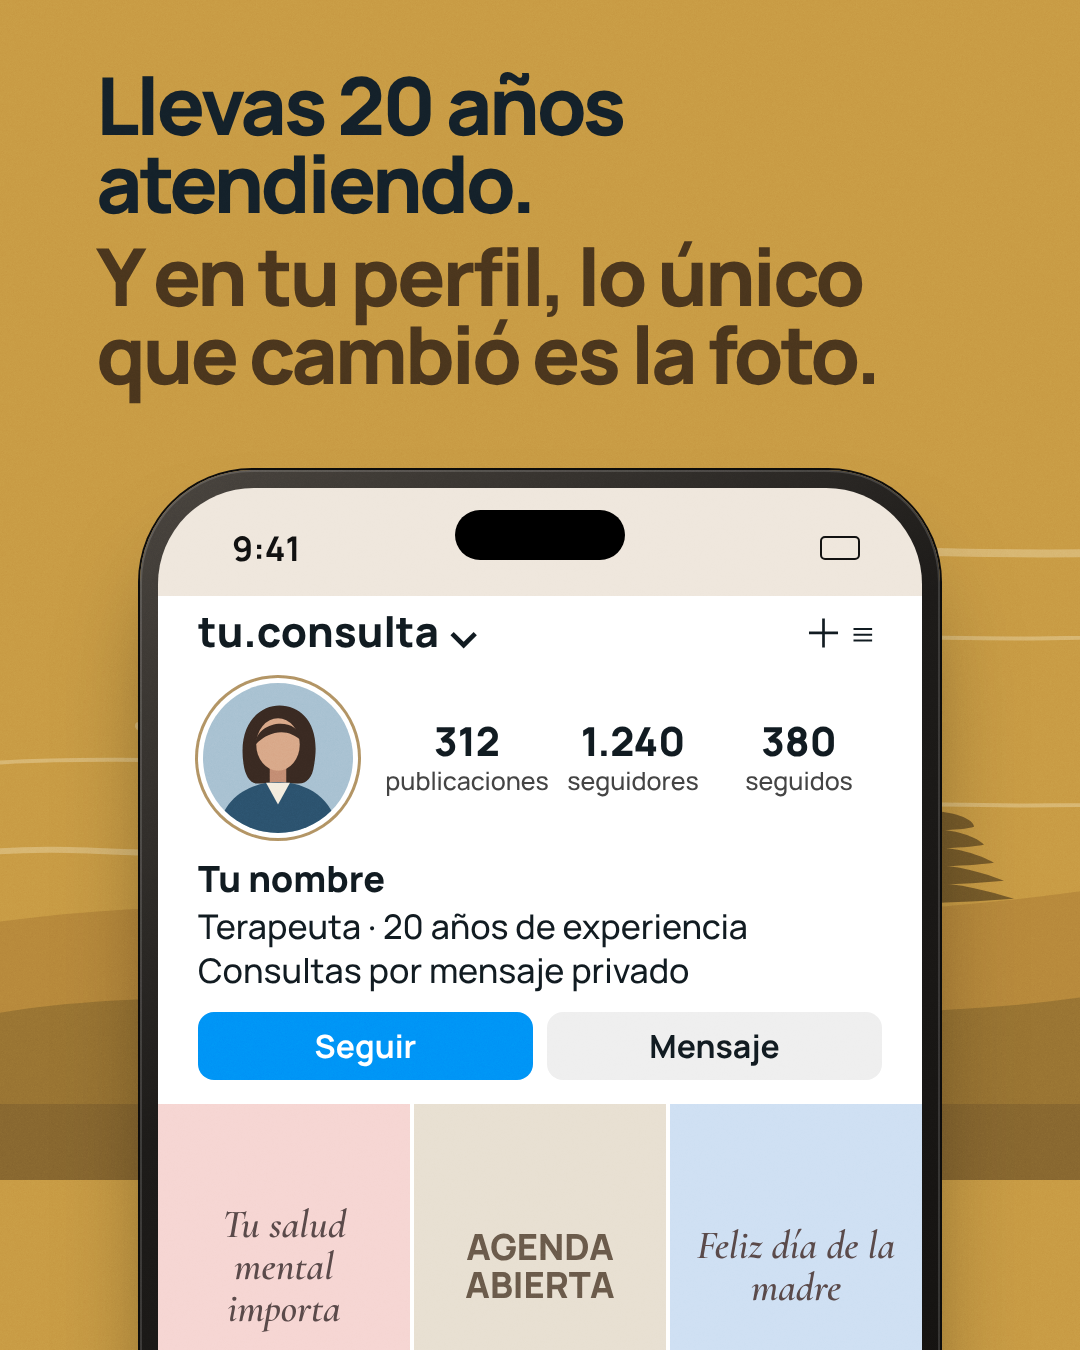 Llevas 20 años
atendiendo.
Y en tu perfil, lo único
que cambió es la foto.
9:41
tu.consulta
312
publicaciones
1.240
seguidores
380
seguidos
Tu nombre
Terapeuta · 20 años de experiencia
Consultas por mensaje privado
Seguir
Mensaje
Tu salud
mental
importa
AGENDA
ABIERTA
Feliz día de la
madre